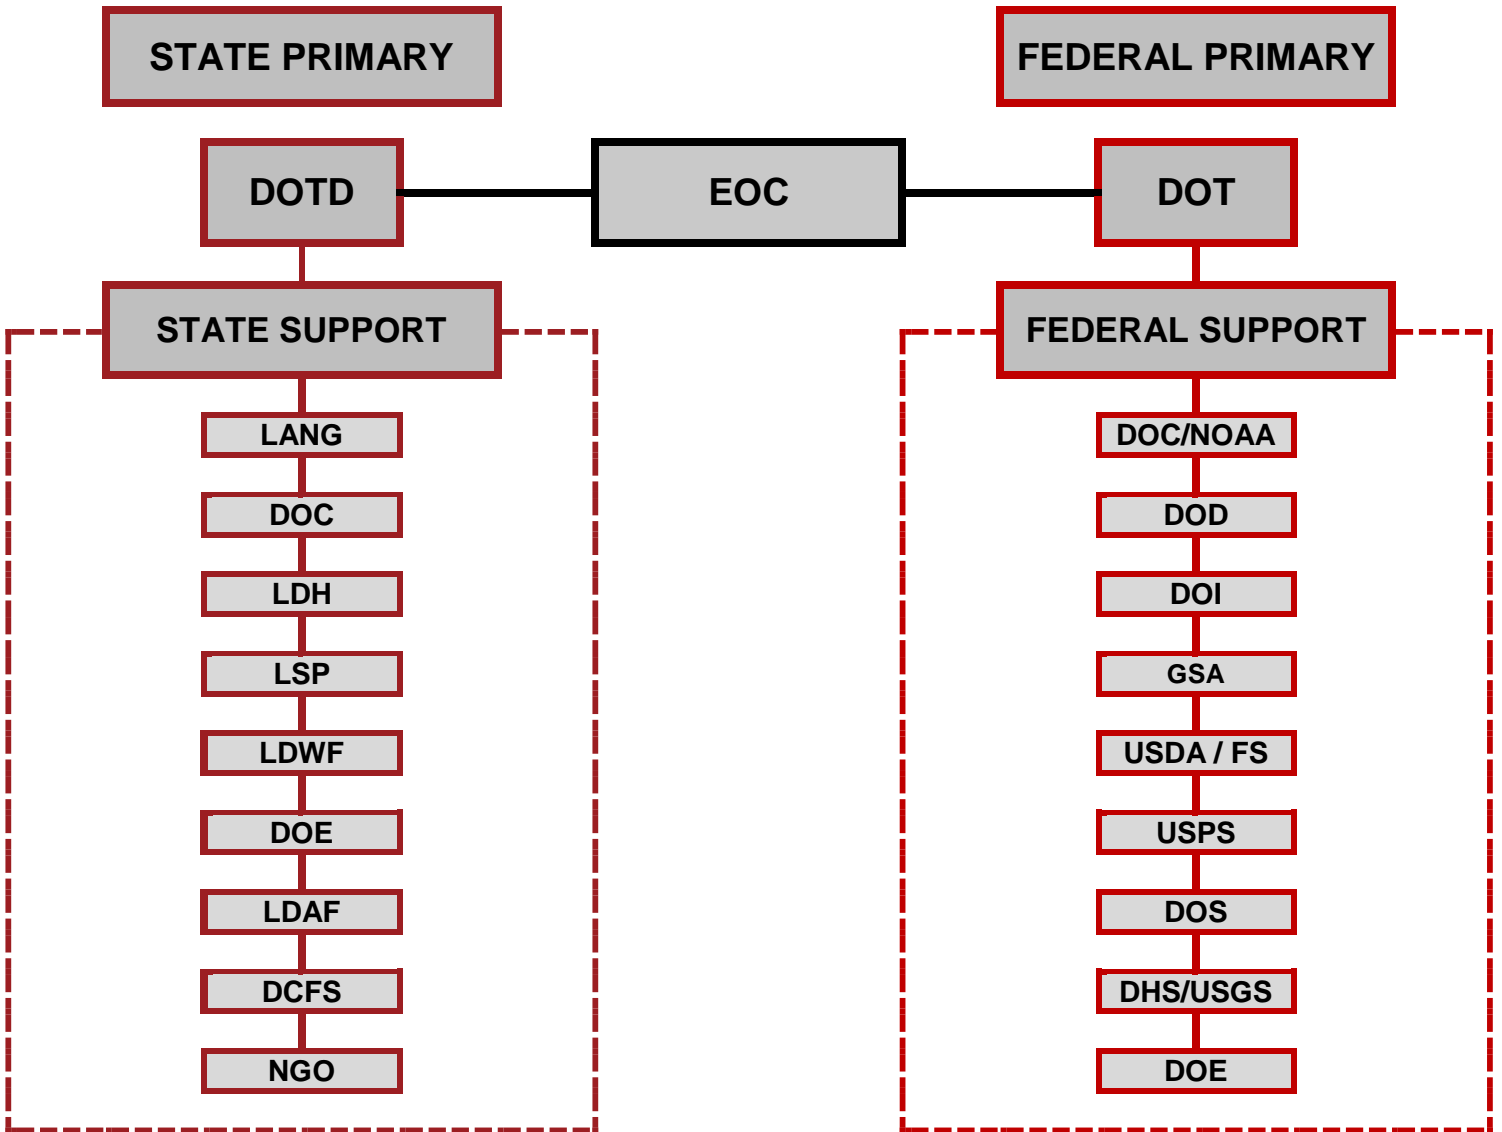 STATE PRIMARY
FEDERAL PRIMARY
DOTD
EOC
DOT
STATE SUPPORT
FEDERAL SUPPORT
LANG
DOC
LDH
LSP
LDWF
DOE
LDAF
DCFS
NGO
DOC/NOAA
DOD
DOI
GSA
USDA / FS
USPS
DOS
DHS/USGS
DOE